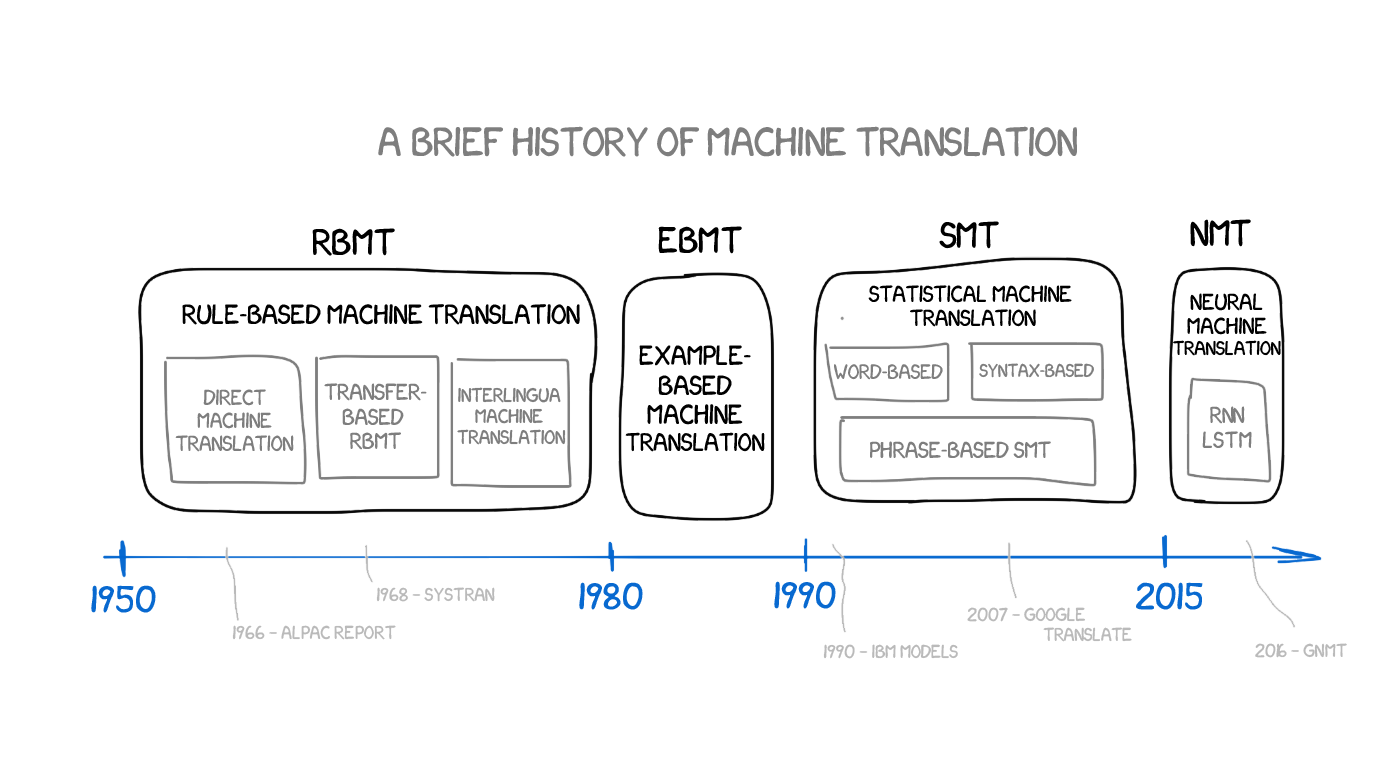 A BRIEF HISTORY OF MACHINE TRANSLATION
RBMT
RULE-BASED MACHINE TRANSLATION
DIRECT
MACHINE
TRANSLATION
TRANSFER-
BASED
RBMT
INTERLINGUA
MACHINE
TRANSLATION
EBMT
EXAMPLE-
BASED
MACHINE
TRANSLATION
SMT
STATISTICAL MACHINE
TRANSLATION
WORD-BASED
SYNTAX-BASED
PHRASE-BASED SMT
NMT
NEURAL
MACHINE
TRANSLATION
RNN
LSTM
1950
1980
1990
2015
1966 - ALPAC REPORT
1968 - SYSTRAN
1990 - IBM MODELS
2007 - GOOGLE
TRANSLATE
2016 - GNMT